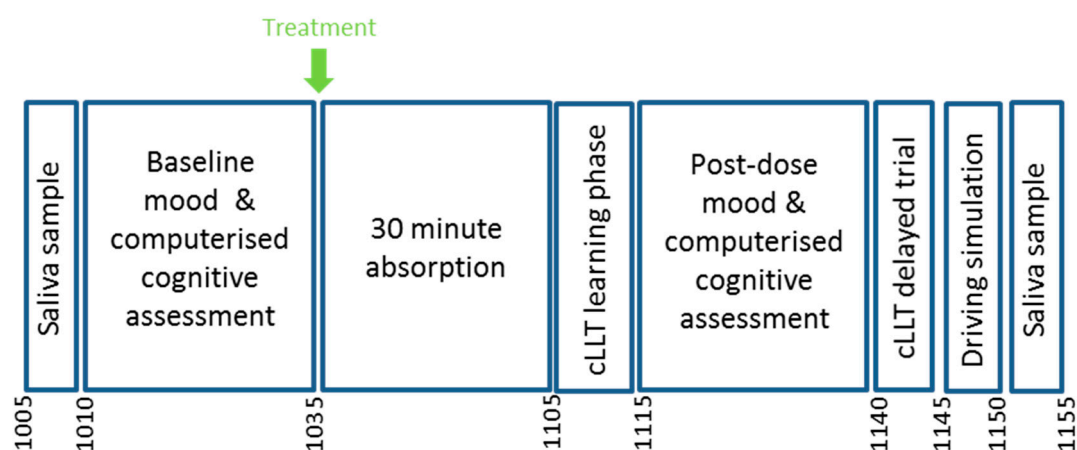 Treatment
Saliva sample
Baseline
mood & 
computerised
cognitive
assessment
30 minute
absorption
cLLT learning phase
Post-dose
mood &
computerised
cognitive
assessment
cLLT delayed trial
Driving simulation
Saliva sample
1005
1010
1035
1105
1115
1140
1145
1150
1155